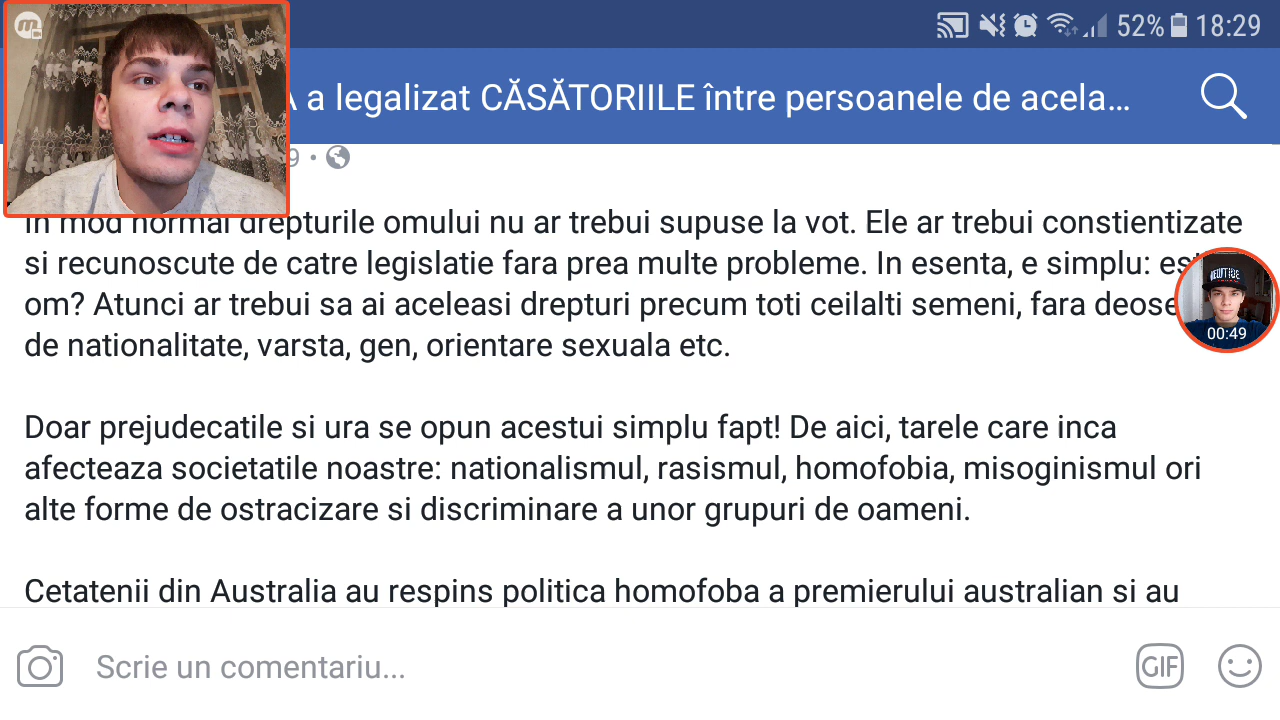 52% 18:29
a legalizat CĂSĂTORIILE între persoanele de acela...
9 •
In mod normal drepturile omului nu ar trebui supuse la vot. Ele ar trebui constientizate
si recunoscute de catre legislatie fara prea multe probleme. In esenta, e simplu:
om? Atunci ar trebui sa ai aceleasi drepturi precum toti ceilalti semeni, fara
00:49
de nationalitate, varsta, gen, orientare sexuala etc.
Doar prejudecatile si ura se opun acestui simplu fapt! De aici, tarele care inca
afecteaza societatile noastre: nationalismul, rasismul, homofobia, misoginismul ori
alte forme de ostracizare si discriminare a unor grupuri de oameni.
Cetatenii din Australia au respins politica homofoba a premierului australian si au
Scrie un comentariu...
GIF